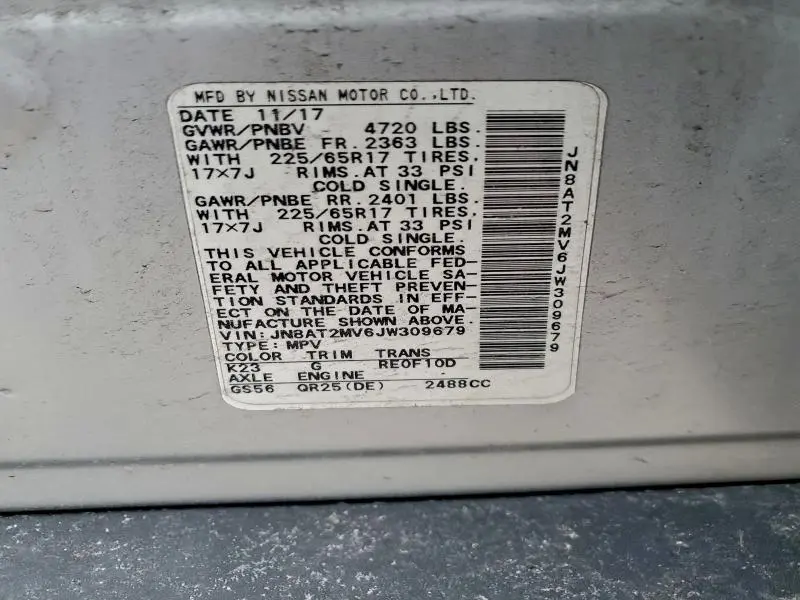 MFD BY NISSAN MOTOR CO.,LTD.
DATE 11/17
GVWR/PNBV 4720 LBS.
GAWR/PNBE FR. 2363 LBS.
WITH 225/65R17 TIRES.
17×7J RIMS.AT 33 PSI
COLD SINGLE.
GAWR/PNBE RR. 2401 LBS.
WITH 225/65R17 TIRES.
17×7J RIMS.AT 33 PSI
COLD SINGLE.
THIS VEHICLE CONFORMS
TO ALL APPLICABLE FED-
ERAL MOTOR VEHICLE SA-
FETY AND THEFT PREVEN-
TION STANDARDS IN EFF-
ECT ON THE DATE OF MA-
NUFACTURE SHOWN ABOVE.
VIN: JN8AT2MV6JW309679
TYPE: MPV
COLOR TRIM TRANS
K23 G RE0F10D
AXLE ENGINE
GS56 QR25(DE) 2488CC
JN8AT2MV6JW309679